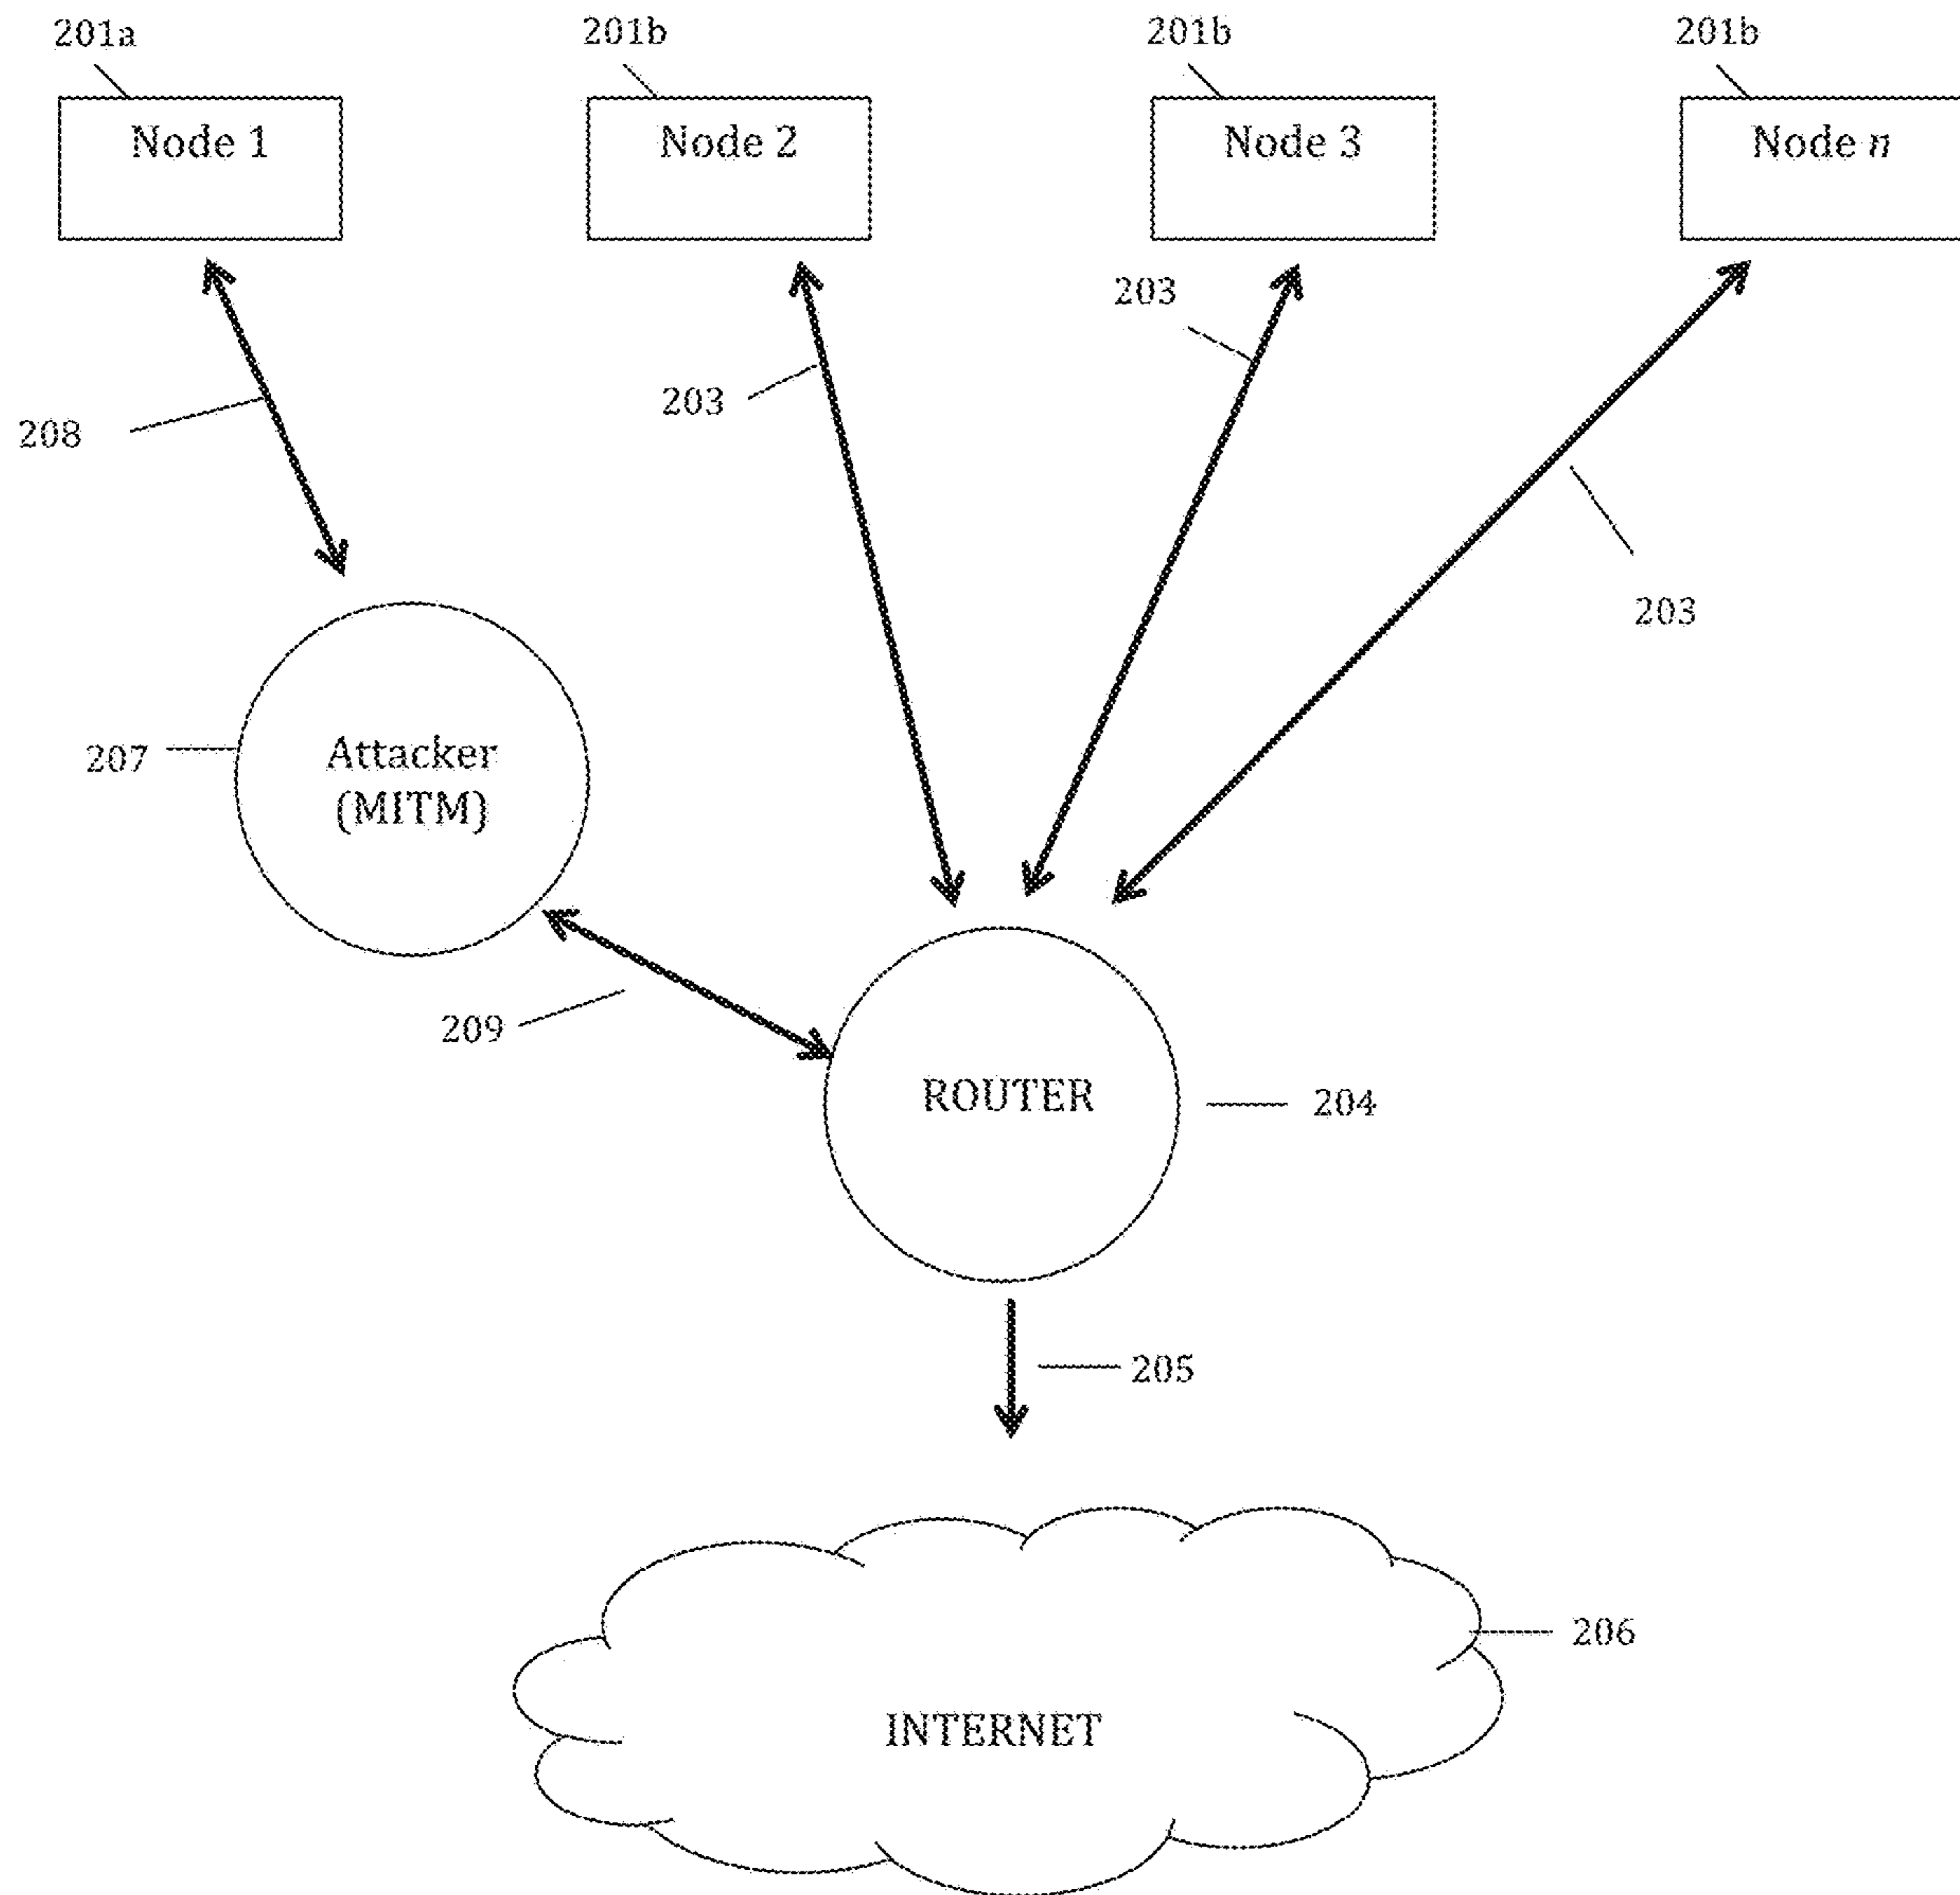 201a
201b
201b
201b
Node 1
Node 2
Node 3
Node n
203
203
208
203
207
Attacker
(MITM)
209
ROUTER
204
205
206
INTERNET